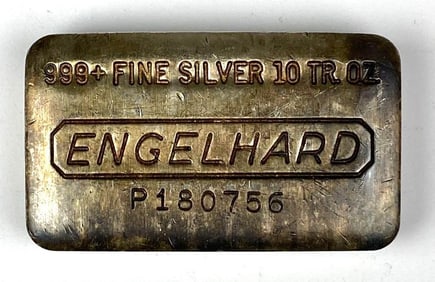 999+ FINE SILVER 10 TR. OZ.
ENGELHARD
P180756